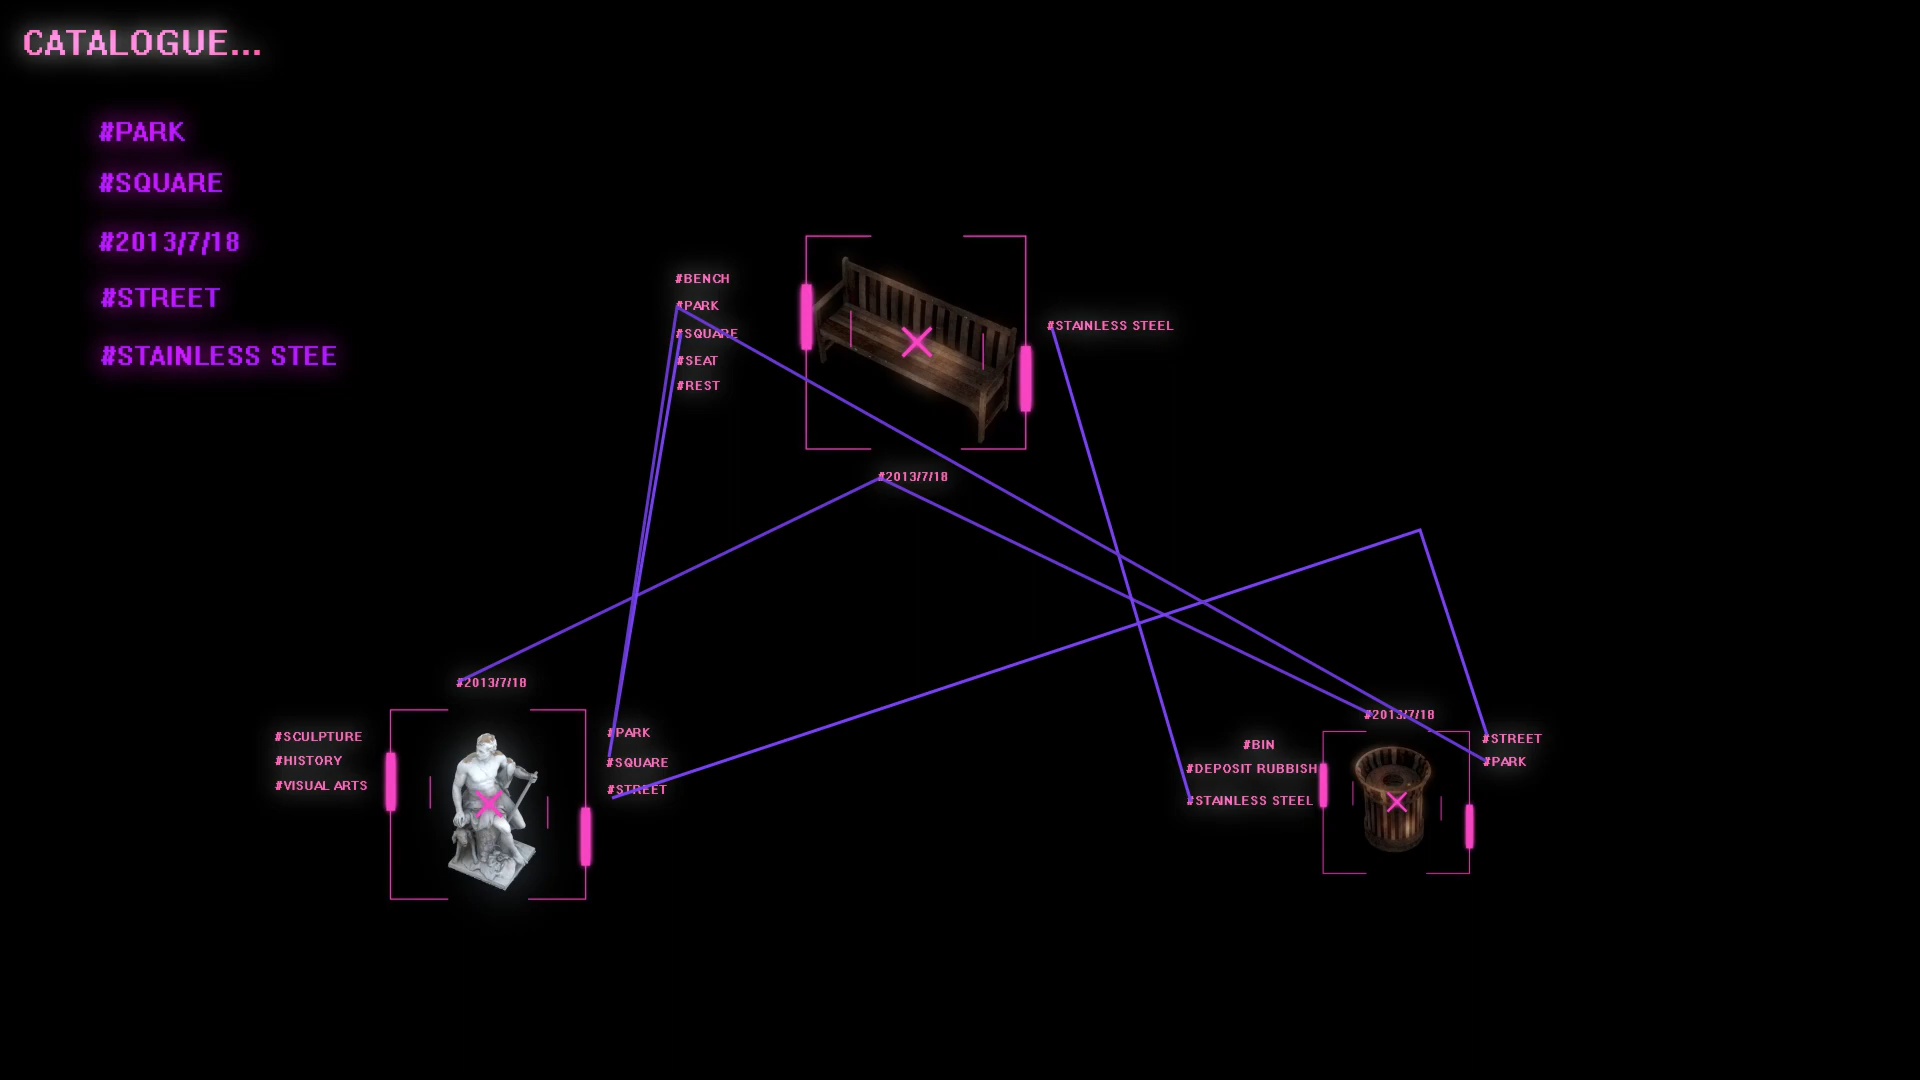 CATALOGUE...
#PARK
#SQUARE
#2013/7/18
#STREET
#STAINLESS STEE
#BENCH
#PARK
#SQUARE
#SEAT
#REST
#STAINLESS STEEL
#2013/7/18
#2013/7/18
#SCULPTURE
#HISTORY
#VISUAL ARTS
#PARK
#SQUARE
#STREET
#2013/7/18
#BIN
#DEPOSIT RUBBISH
#STAINLESS STEEL
#STREET
#PARK